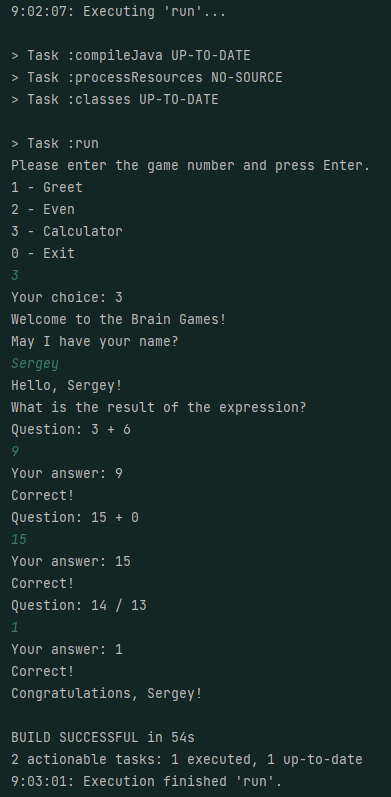 9:02:07: Executing 'run'...
> Task :compileJava UP-TO-DATE
> Task :processResources NO-SOURCE
> Task :classes UP-TO-DATE
> Task :run
Please enter the game number and press Enter.
1 - Greet
2 - Even
3 - Calculator
0 - Exit
3
Your choice: 3
Welcome to the Brain Games!
May I have your name?
Sergey
Hello, Sergey!
What is the result of the expression?
Question: 3 + 6
9
Your answer: 9
Correct!
Question: 15 + 0
15
Your answer: 15
Correct!
Question: 14 / 13
1
Your answer: 1
Correct!
Congratulations, Sergey!
BUILD SUCCESSFUL in 54s
2 actionable tasks: 1 executed, 1 up-to-date
9:03:01: Execution finished 'run'.